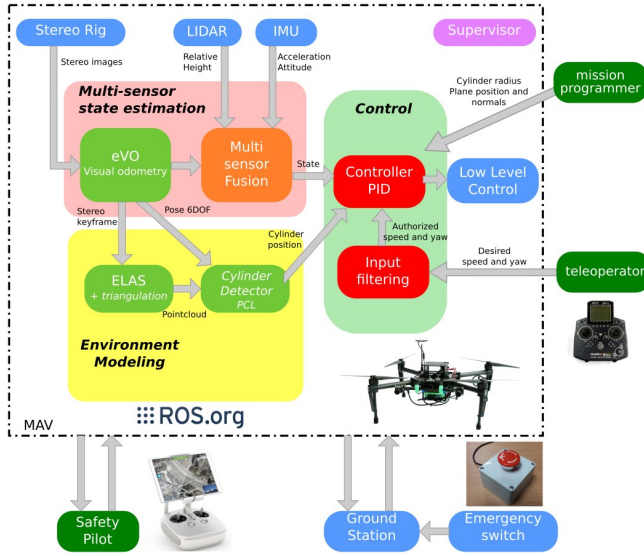 Stereo Rig
LIDAR
IMU
Supervisor
Stereo images
Relative
Height
Acceleration
Attitude
Cylinder radius
Plane position and
normals
mission
programmer
Multi-sensor
state estimation
Control
eVO
Visual odometry
Multi
sensor
Fusion
State
Controller
PID
Low Level
Control
Stereo
keyframe
Pose 6DOF
Cylinder
position
Authorized
speed and yaw
Desired
speed and yaw
ELAS
+ triangulation
Pointcloud
Cylinder
Detector
PCL
Input
filtering
teleoperator
Environment
Modeling
MAV
ROS.org
Safety
Pilot
Ground
Station
Emergency
switch